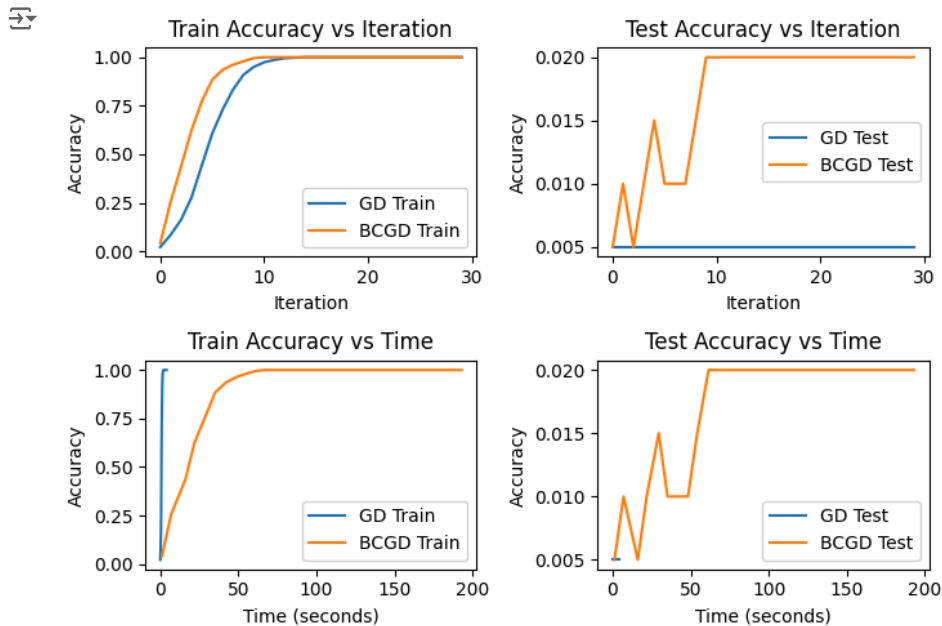 Train Accuracy vs Iteration
Accuracy
1.00
0.75
0.50
0.25
0.00
GD Train
BCGD Train
0
10
20
30
Iteration
Test Accuracy vs Iteration
Accuracy
0.020
0.015
0.010
0.005
GD Test
BCGD Test
0
10
20
30
Iteration
Train Accuracy vs Time
Accuracy
1.00
0.75
0.50
0.25
0.00
GD Train
BCGD Train
0
50
100
150
200
Time (seconds)
Test Accuracy vs Time
Accuracy
0.020
0.015
0.010
0.005
GD Test
BCGD Test
0
50
100
150
200
Time (seconds)